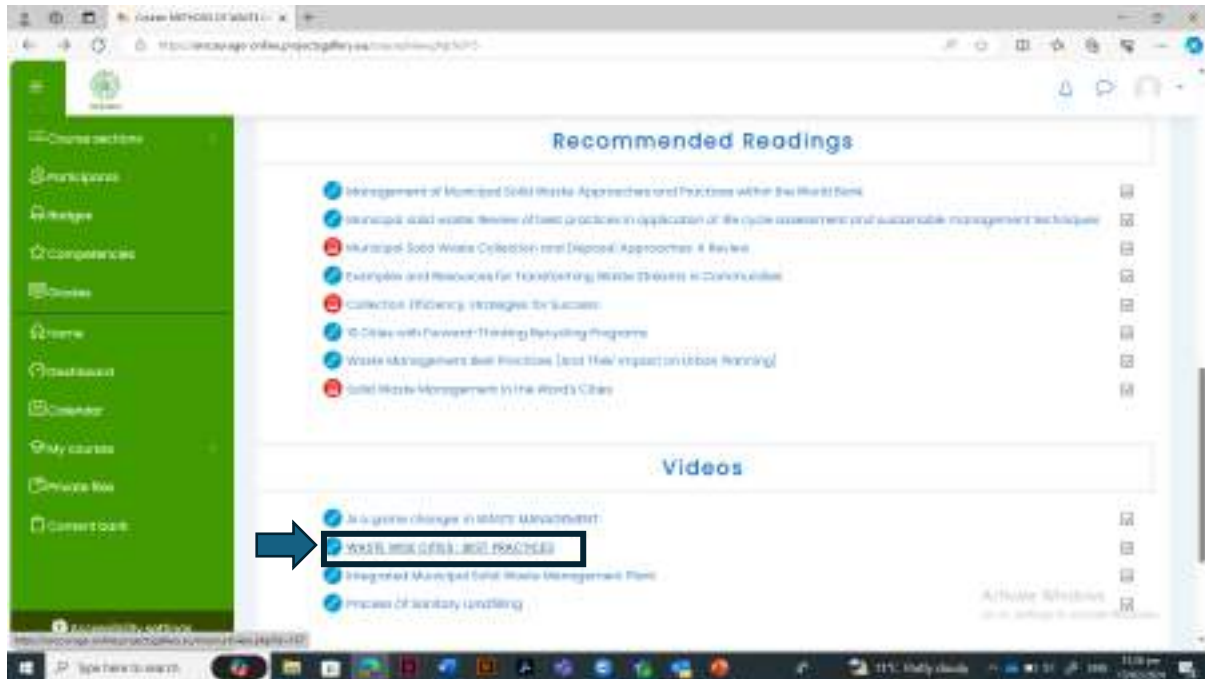 Course sections
Participants
Badges
Competencies
Grades
Home
Dashboard
Calendar
My courses
Private files
Content bank
Accessibility settings
Recommended Readings
Management of Municipal Solid Waste Approaches and Practices within the World Bank
Municipal solid waste: Review of best practices in application of life cycle assessment and sustainable management techniques
Municipal Solid Waste Collection and Disposal Approaches: A Review
Examples and Resources for Transforming Waste Streams in Communities
Collection Efficiency: Strategies for Success
10 Cities with Forward-Thinking Recycling Programs
Waste Management Best Practices (and Their Impact on Urban Planning)
Solid Waste Management in the World's Cities
Videos
game changer in WASTE MANAGEMENT
WASTE WISE CITIES : BEST PRACTICES
Integrated Municipal Solid Waste Management Plant
Process Of Sanitary Landfilling
Activate Windows
Type here to search
11°C Mostly cloudy